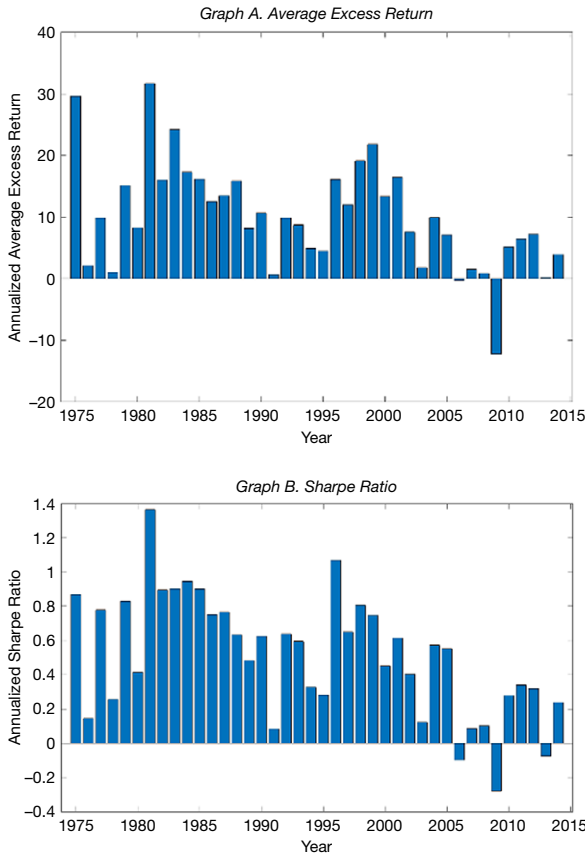 Graph A. Average Excess Return
40
30
20
10
0
−10
−20
Annualized Average Excess Return
1975 1980 1985 1990 1995 2000 2005 2010 2015
Year
Graph B. Sharpe Ratio
1.4
1.2
1
0.8
0.6
0.4
0.2
0
−0.2
−0.4
Annualized Sharpe Ratio
1975 1980 1985 1990 1995 2000 2005 2010 2015
Year